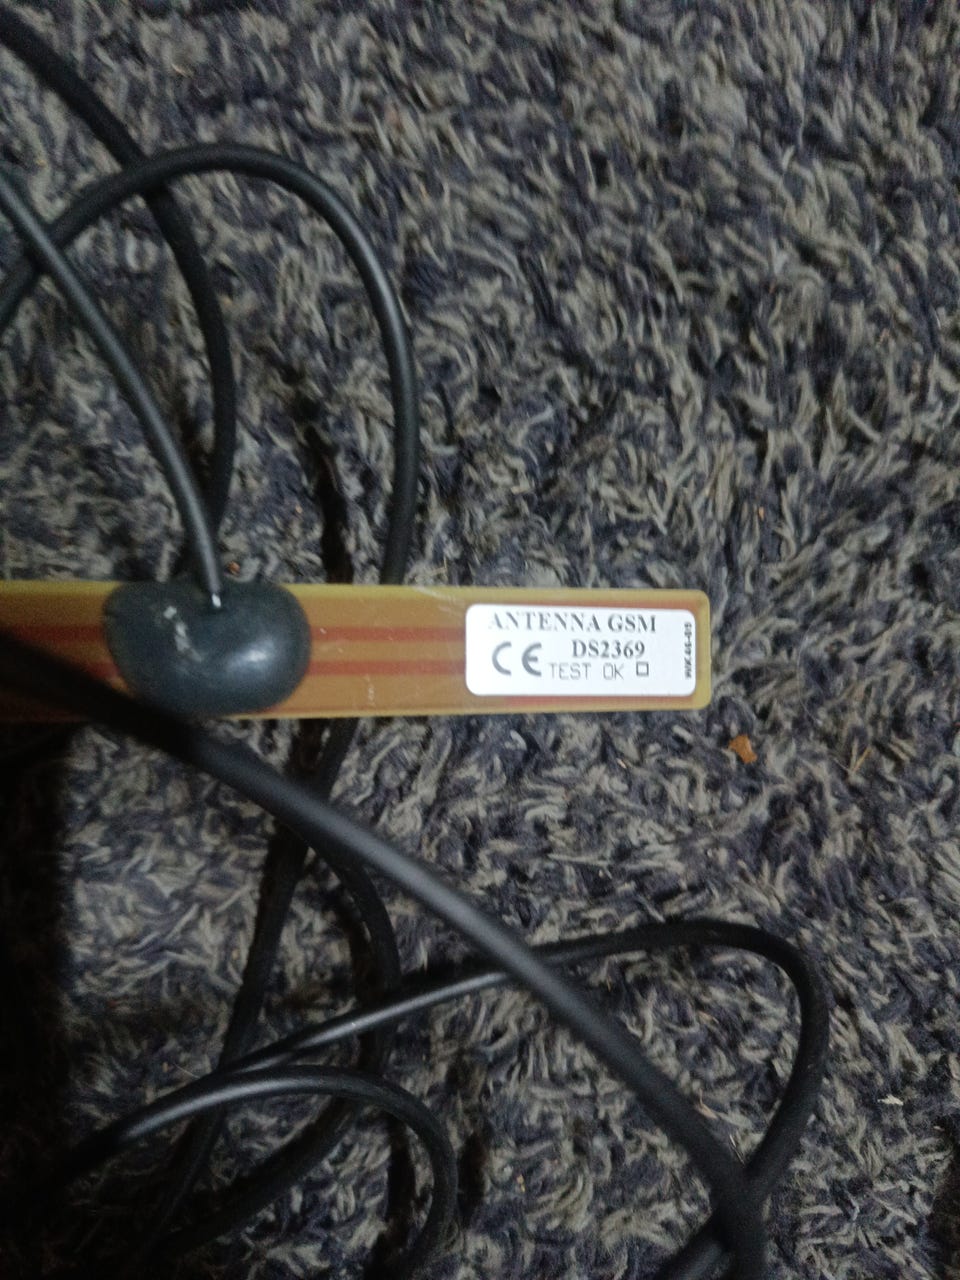 ANTENNA GSM
DS2369
CE TEST OK